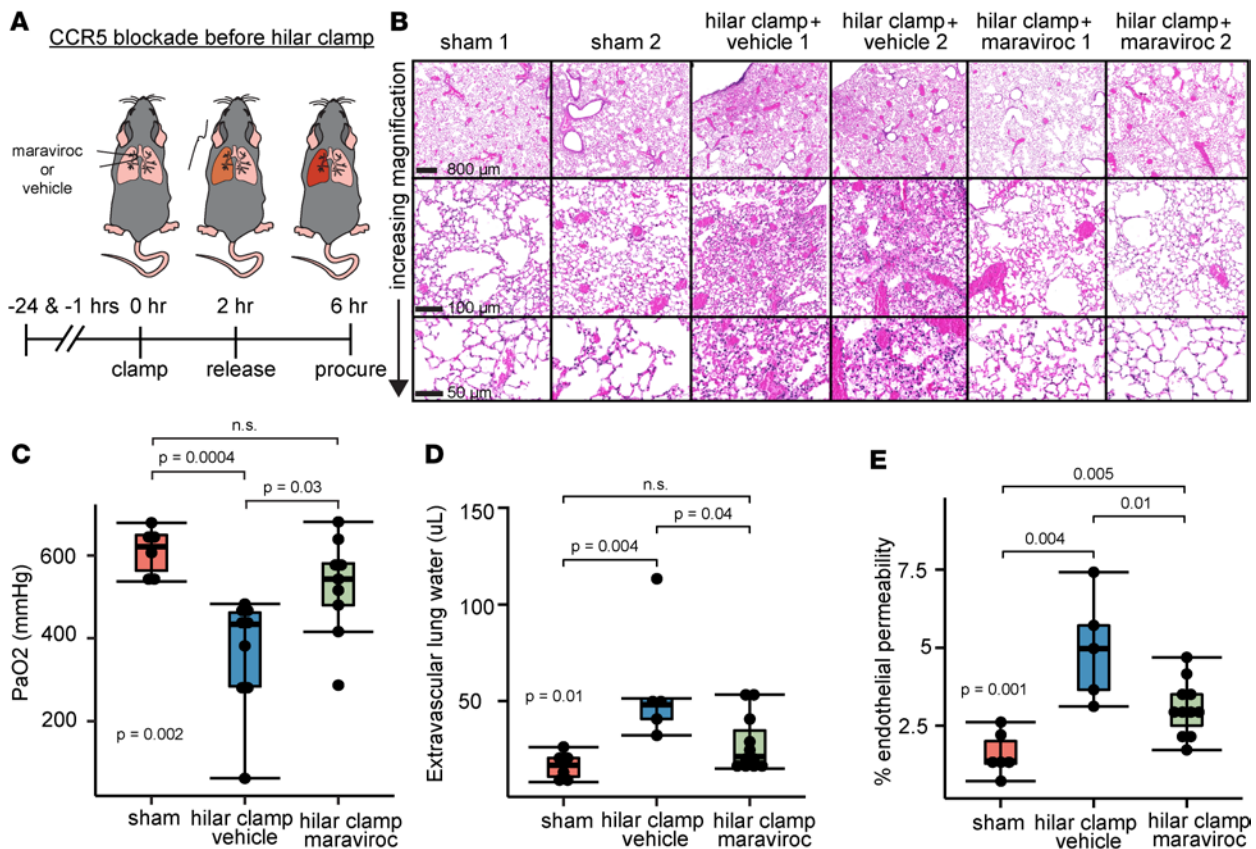 A
CCR5 blockade before hilar clamp
maraviroc
or
vehicle
-24 & -1 hrs 0 hr 2 hr 6 hr
clamp release procure
B
sham 1
sham 2
hilar clamp+
vehicle 1
hilar clamp+
vehicle 2
hilar clamp+
maraviroc 1
hilar clamp+
maraviroc 2
increasing magnification
800 µm
100 µm
50 µm
C
n.s.
p = 0.0004
p = 0.03
PaO2 (mmHg)
600
400
200
p = 0.002
sham
hilar clamp
vehicle
hilar clamp
maraviroc
D
n.s.
p = 0.04
p = 0.004
Extravascular lung water (uL)
150
100
50
p = 0.01
sham
hilar clamp
vehicle
hilar clamp
maraviroc
E
0.005
0.01
0.004
% endothelial permeability
7.5
5
2.5
p = 0.001
sham
hilar clamp
vehicle
hilar clamp
maraviroc